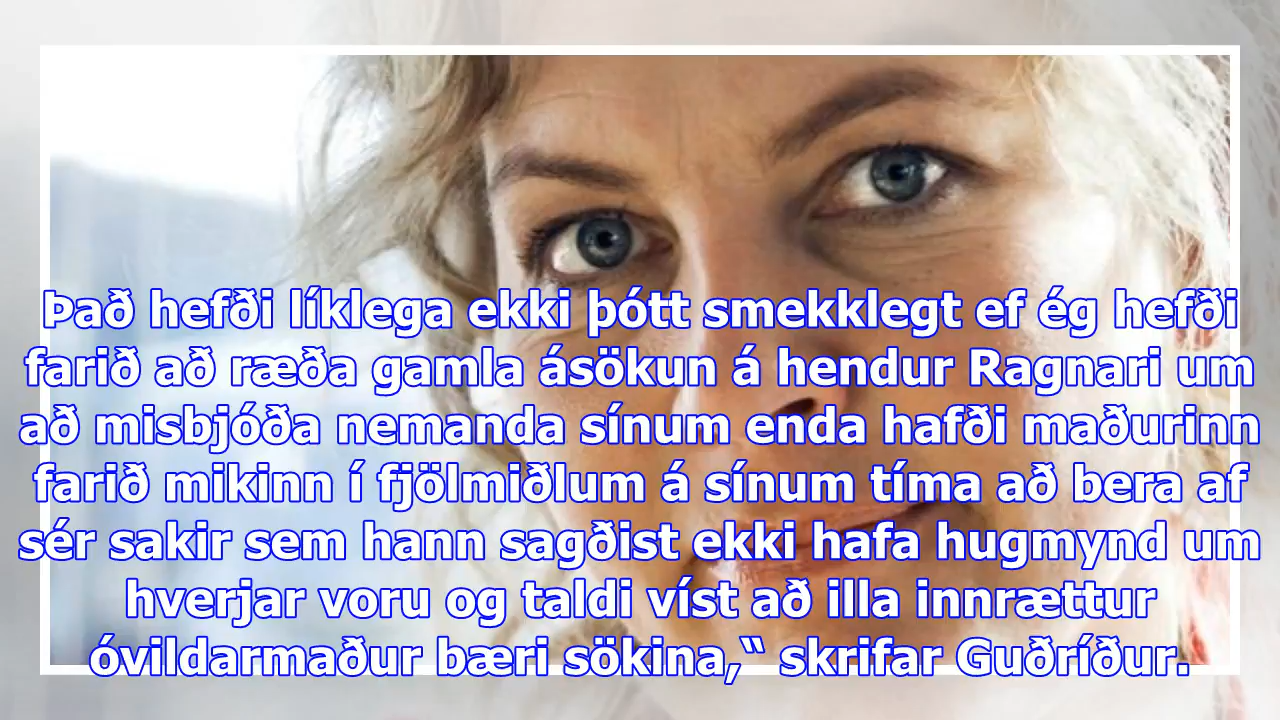 Það hefði líklega ekki þótt smekklegt ef ég hefði
farið að ræða gamla ásökun á hendur Ragnari um
að misbjóða nemanda sínum enda hafði maðurinn
farið mikinn í fjölmiðlum á sínum tíma að bera af
sér sakir sem hann sagðist ekki hafa hugmynd um
hverjar voru og taldi víst að illa innrættur
óvildarmaður bæri sökina,“ skrifar Guðríður.